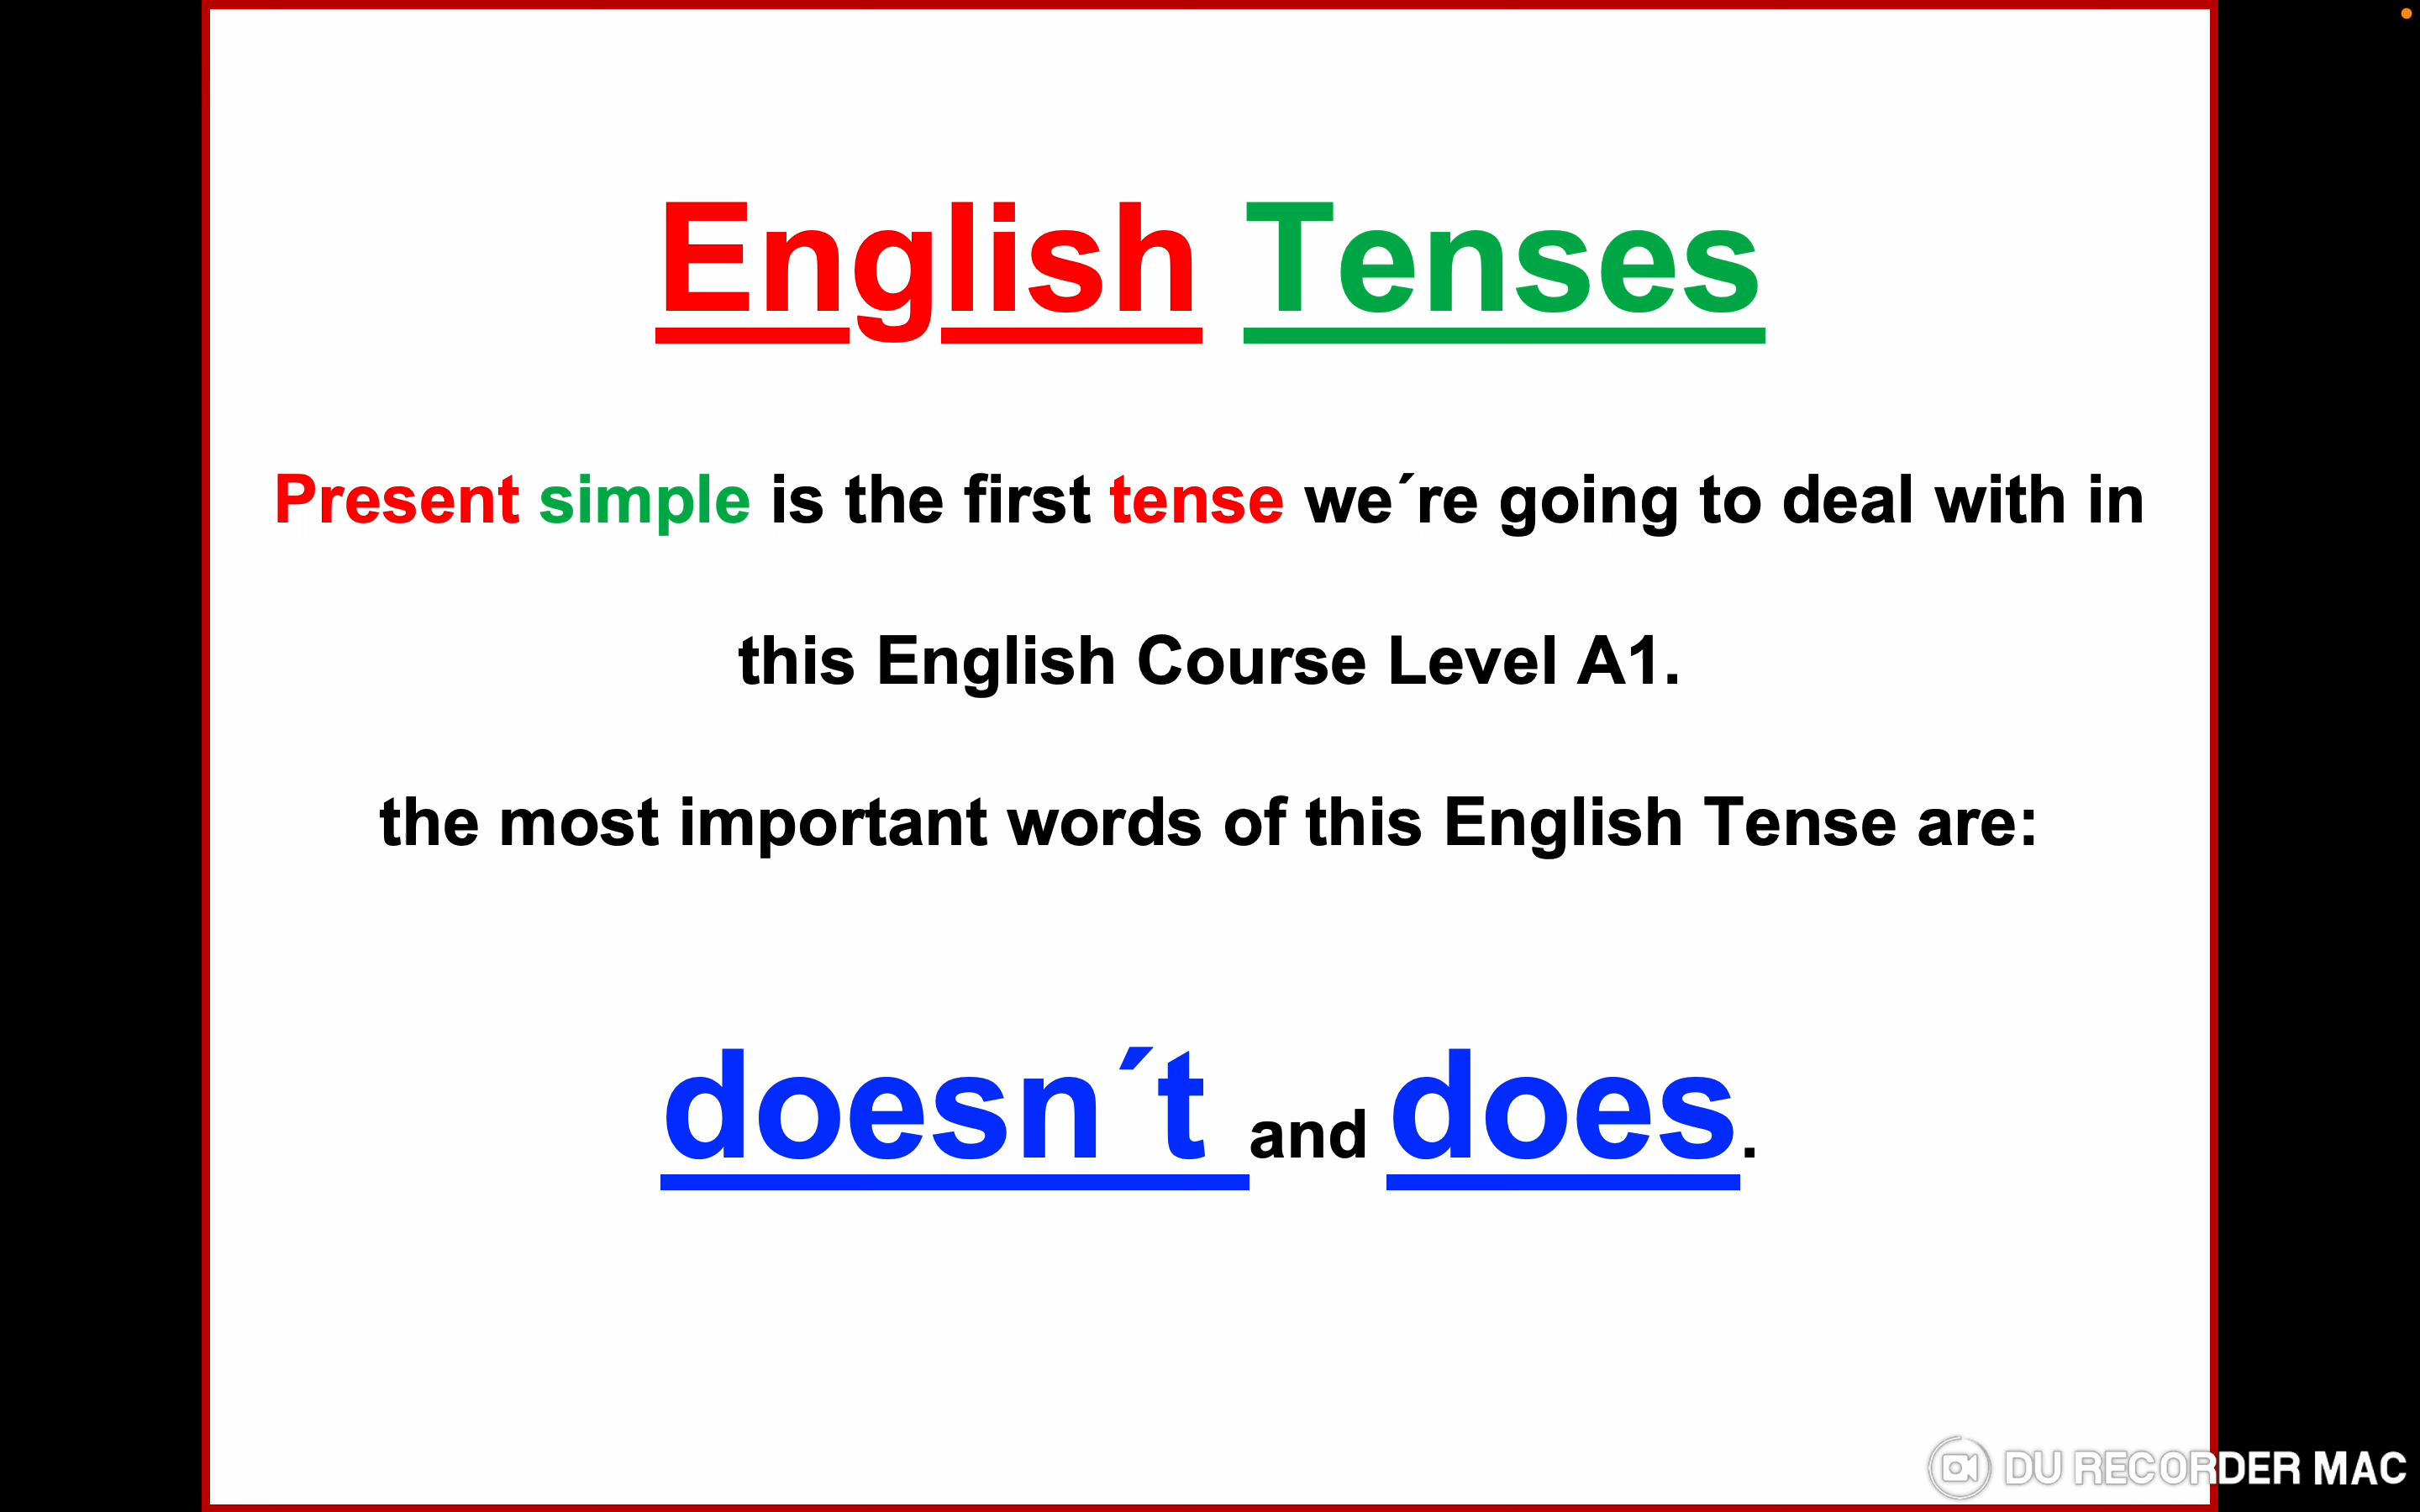 English Tenses
Present simple is the first tense we´re going to deal with in
this English Course Level A1.
the most important words of this English Tense are:
doesn´t and does.
DU RECORDER MAC